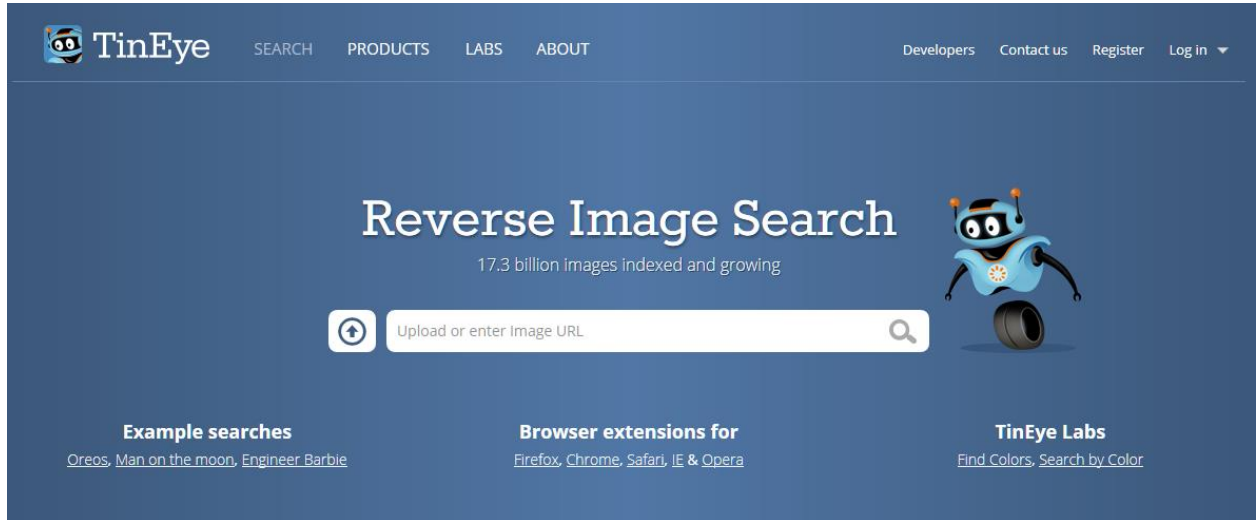 TinEye SEARCH PRODUCTS LABS ABOUT Developers Contact us Register Log in
Reverse Image Search
17.3 billion images indexed and growing
Upload or enter Image URL
Example searches
Oreos, Man on the moon, Engineer Barbie
Browser extensions for
Firefox, Chrome, Safari, IE & Opera
TinEye Labs
Find Colors, Search by Color